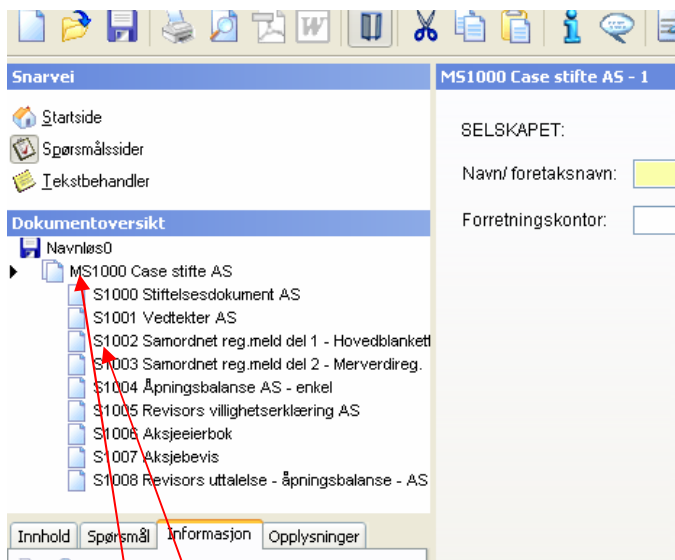 Snarvei
Startside
Spørsmålssider
Tekstbehandler
Dokumentoversikt
Navnløs0
MS1000 Case stifte AS
S1000 Stiftelsesdokument AS
S1001 Vedtekter AS
S1002 Samordnet reg.meld del 1 - Hovedblankett
S1003 Samordnet reg.meld del 2 - Merverdireg.
S1004 Åpningsbalanse AS - enkel
S1005 Revisors villighetserklæring AS
S1006 Aksjeeierbok
S1007 Aksjebevis
S1008 Revisors uttalelse - åpningsbalanse - AS
Innhold Spørsmål Informasjon Opplysninger
MS1000 Case stifte AS - 1
SELSKAPET:
Navn/ foretaksnavn:
Forretningskontor: